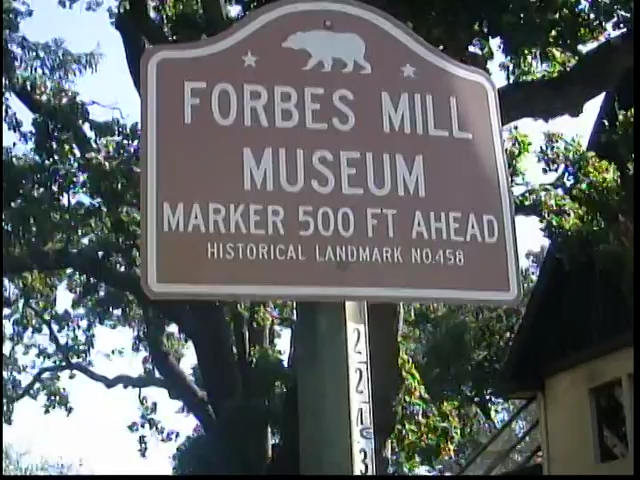 FORBES MILL
MUSEUM
MARKER 500 FT AHEAD
HISTORICAL LANDMARK NO.458